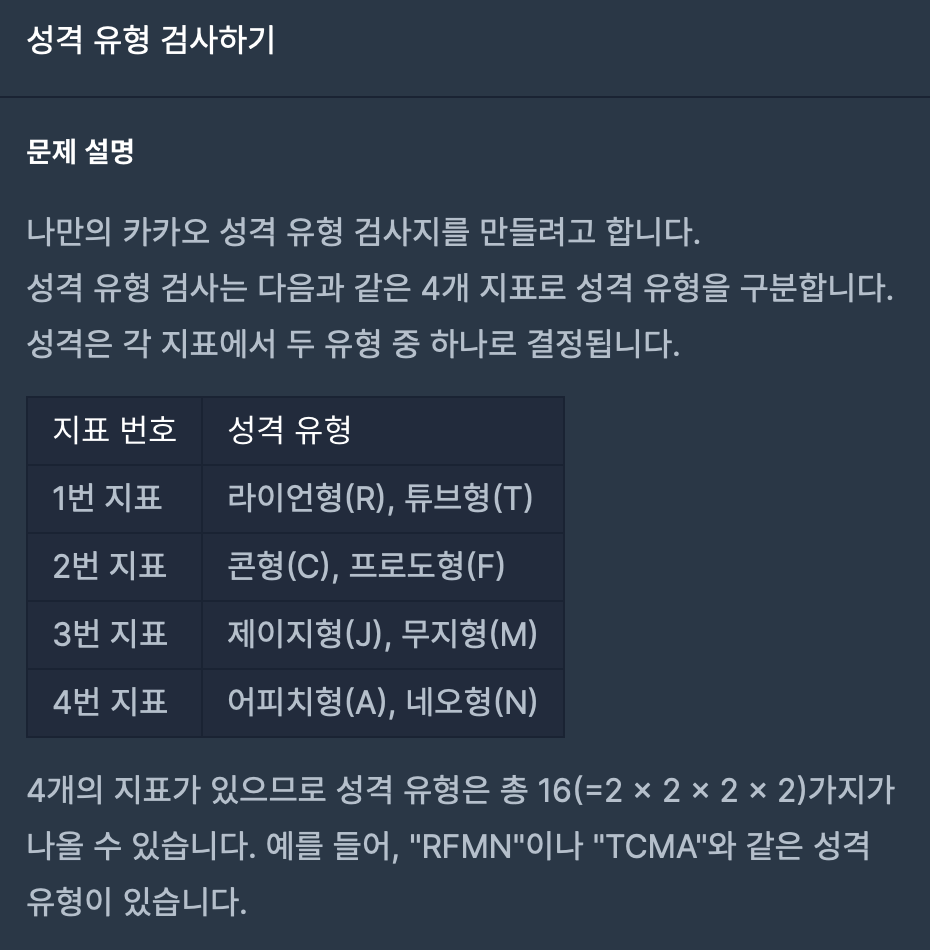 성격 유형 검사하기
문제 설명
나만의 카카오 성격 유형 검사지를 만들려고 합니다.
성격 유형 검사는 다음과 같은 4개 지표로 성격 유형을 구분합니다.
성격은 각 지표에서 두 유형 중 하나로 결정됩니다.
지표 번호 성격 유형
1번 지표 라이언형(R), 튜브형(T)
2번 지표 콘형(C), 프로도형(F)
3번 지표 제이지형(J), 무지형(M)
4번 지표 어피치형(A), 네오형(N)
4개의 지표가 있으므로 성격 유형은 총 16(=2 × 2 × 2 × 2)가지가
나올 수 있습니다. 예를 들어, "RFMN"이나 "TCMA"와 같은 성격
유형이 있습니다.